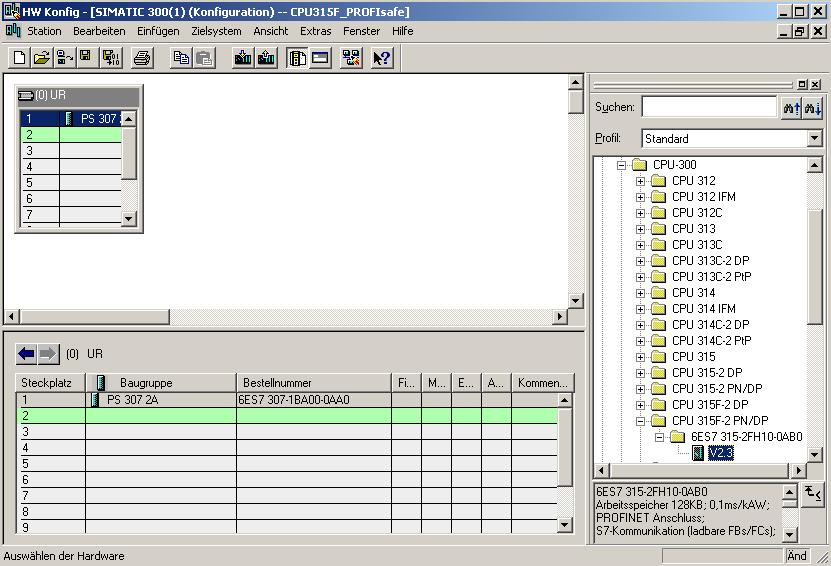 HW Konfig - [SIMATIC 300(1) (Konfiguration) -- CPU315F_PROFIsafe]
Station Bearbeiten Einfügen Zielsystem Ansicht Extras Fenster Hilfe
(0) UR
1 PS 307
2
3
4
5
6
7
Suchen:
Profil: Standard
CPU-300
CPU 312
CPU 312 IFM
CPU 312C
CPU 313
CPU 313C
CPU 313C-2 DP
CPU 313C-2 PtP
CPU 314
CPU 314 IFM
CPU 314C-2 DP
CPU 314C-2 PtP
CPU 315
CPU 315-2 DP
CPU 315-2 PN/DP
CPU 315F-2 DP
CPU 315F-2 PN/DP
6ES7 315-2FH10-0AB0
V2.3
(0) UR
Steckplatz Baugruppe Bestellnummer Fi... M... E... A... Kommen...
1 PS 307 2A 6ES7 307-1BA00-0AA0
2
3
4
5
6
7
8
9
6ES7 315-2FH10-0AB0
Arbeitsspeicher 128KB; 0,1ms/kAW;
PROFINET Anschluss;
S7-Kommunikation (ladbare FBs/FCs);
Auswählen der Hardware
Änd